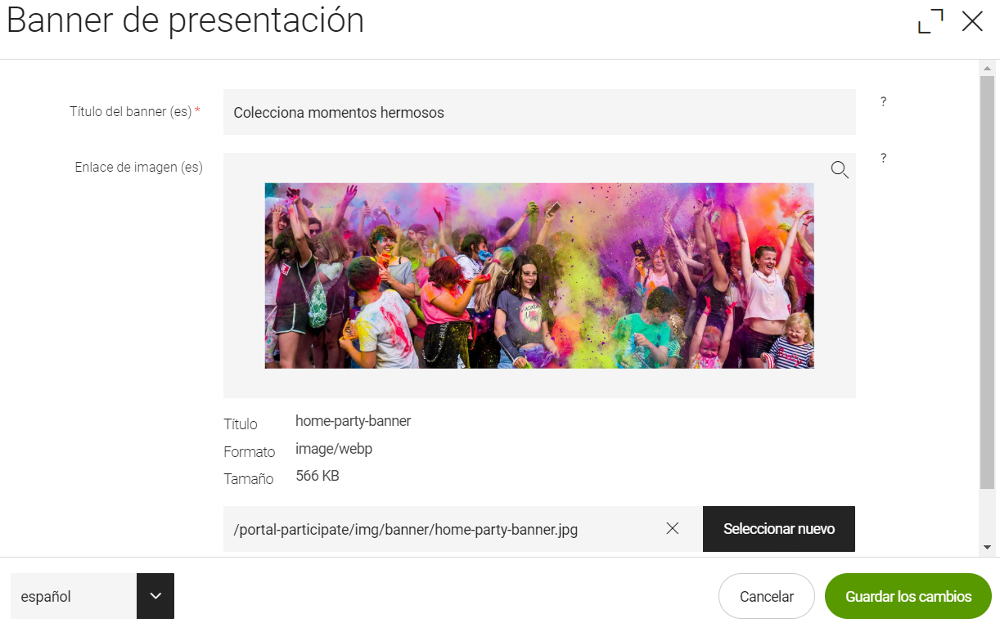 Banner de presentación
Título del banner (es) *
Colecciona momentos hermosos
?
Enlace de imagen (es)
?
Título
home-party-banner
Formato
image/webp
Tamaño
566 KB
/portal-participate/img/banner/home-party-banner.jpg
Seleccionar nuevo
español
Cancelar
Guardar los cambios